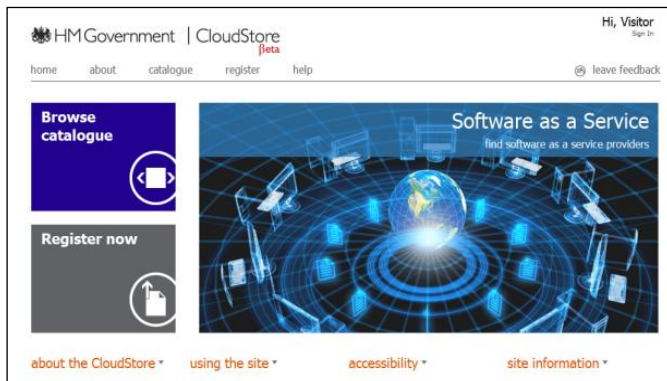 Hi, Visitor
Sign In
HM Government | CloudStore
βeta
home about catalogue register help leave feedback
Browse
catalogue
Software as a Service
find software as a service providers
Register now
about the CloudStore using the site accessibility site information